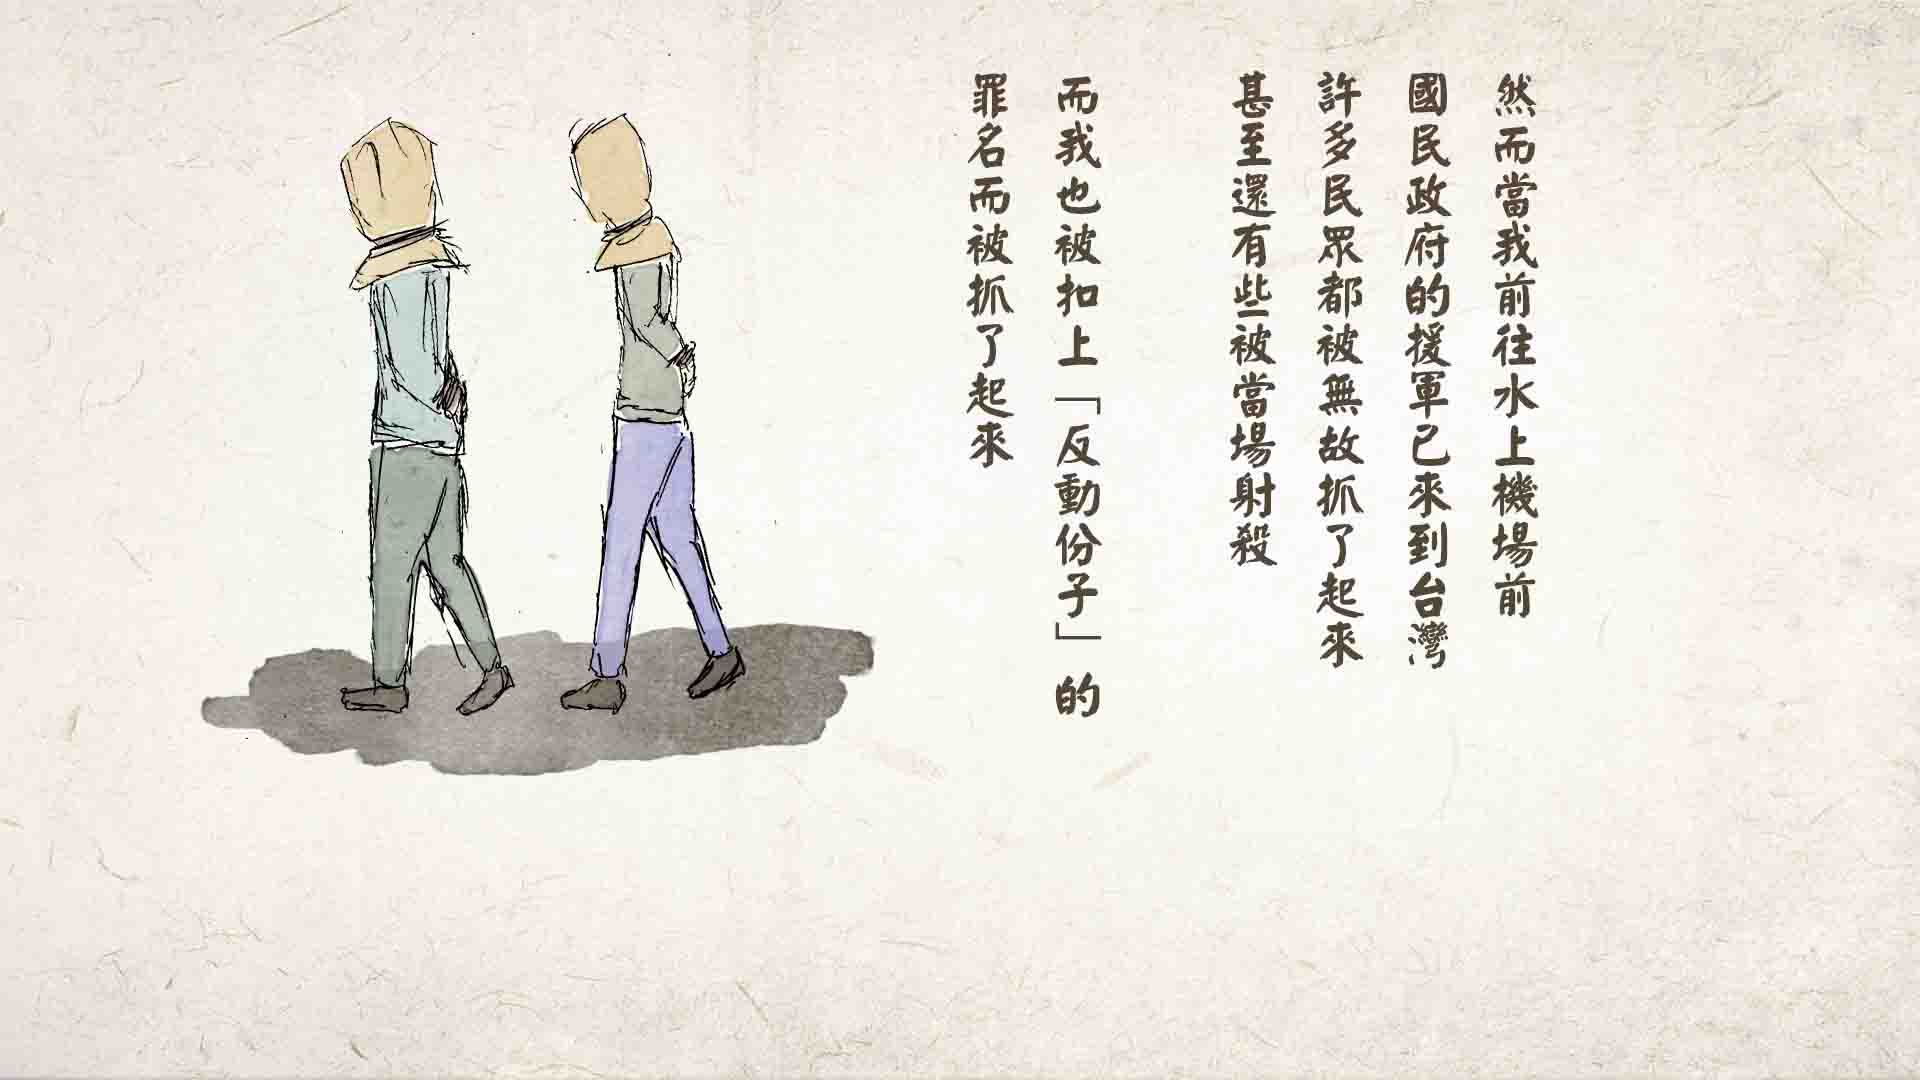 然而當我前往水上機場前
國民政府的援軍已來到台灣
許多民眾都被無故抓了起來
甚至還有些被當場射殺
而我也被扣上「反動份子」的
罪名而被抓了起來